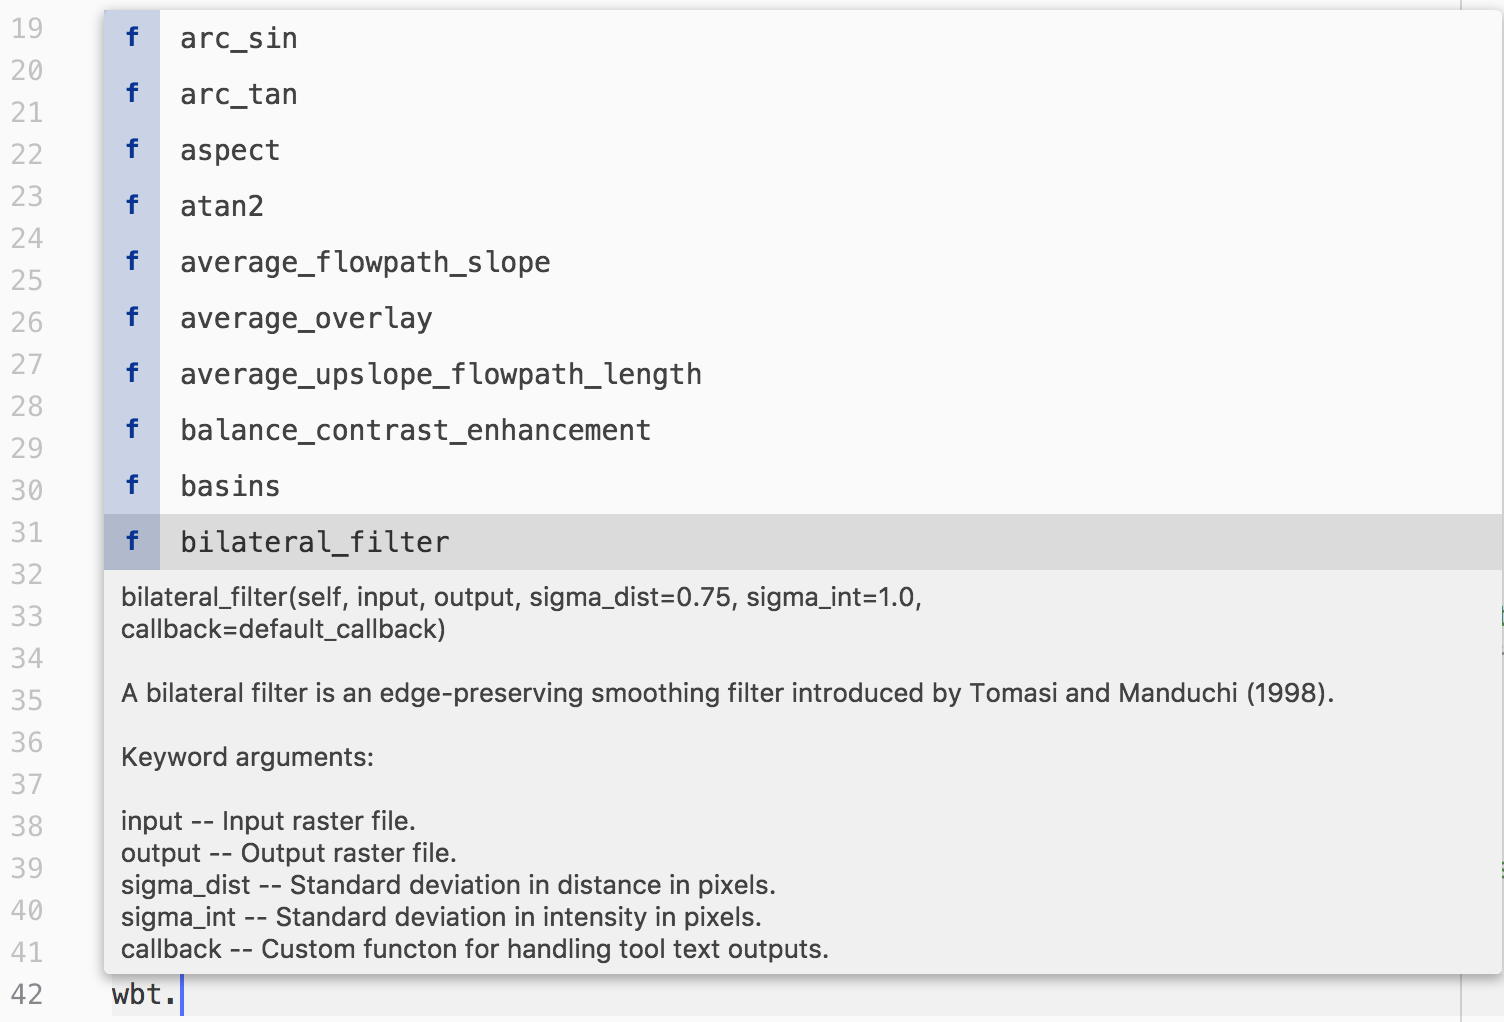 19
f arc_sin
20
21
f arc_tan
22
f aspect
23
f atan2
24
25
f average_flowpath_slope
26
f average_overlay
27
f average_upslope_flowpath_length
28
29
f balance_contrast_enhancement
30
f basins
31
f bilateral_filter
32
bilateral_filter(self, input, output, sigma_dist=0.75, sigma_int=1.0,
33
callback=default_callback)
34
35
A bilateral filter is an edge-preserving smoothing filter introduced by Tomasi and Manduchi (1998).
36
Keyword arguments:
37
38
input -- Input raster file.
output -- Output raster file.
39
sigma_dist -- Standard deviation in distance in pixels.
40
sigma_int -- Standard deviation in intensity in pixels.
41
callback -- Custom functon for handling tool text outputs.
42 wbt.